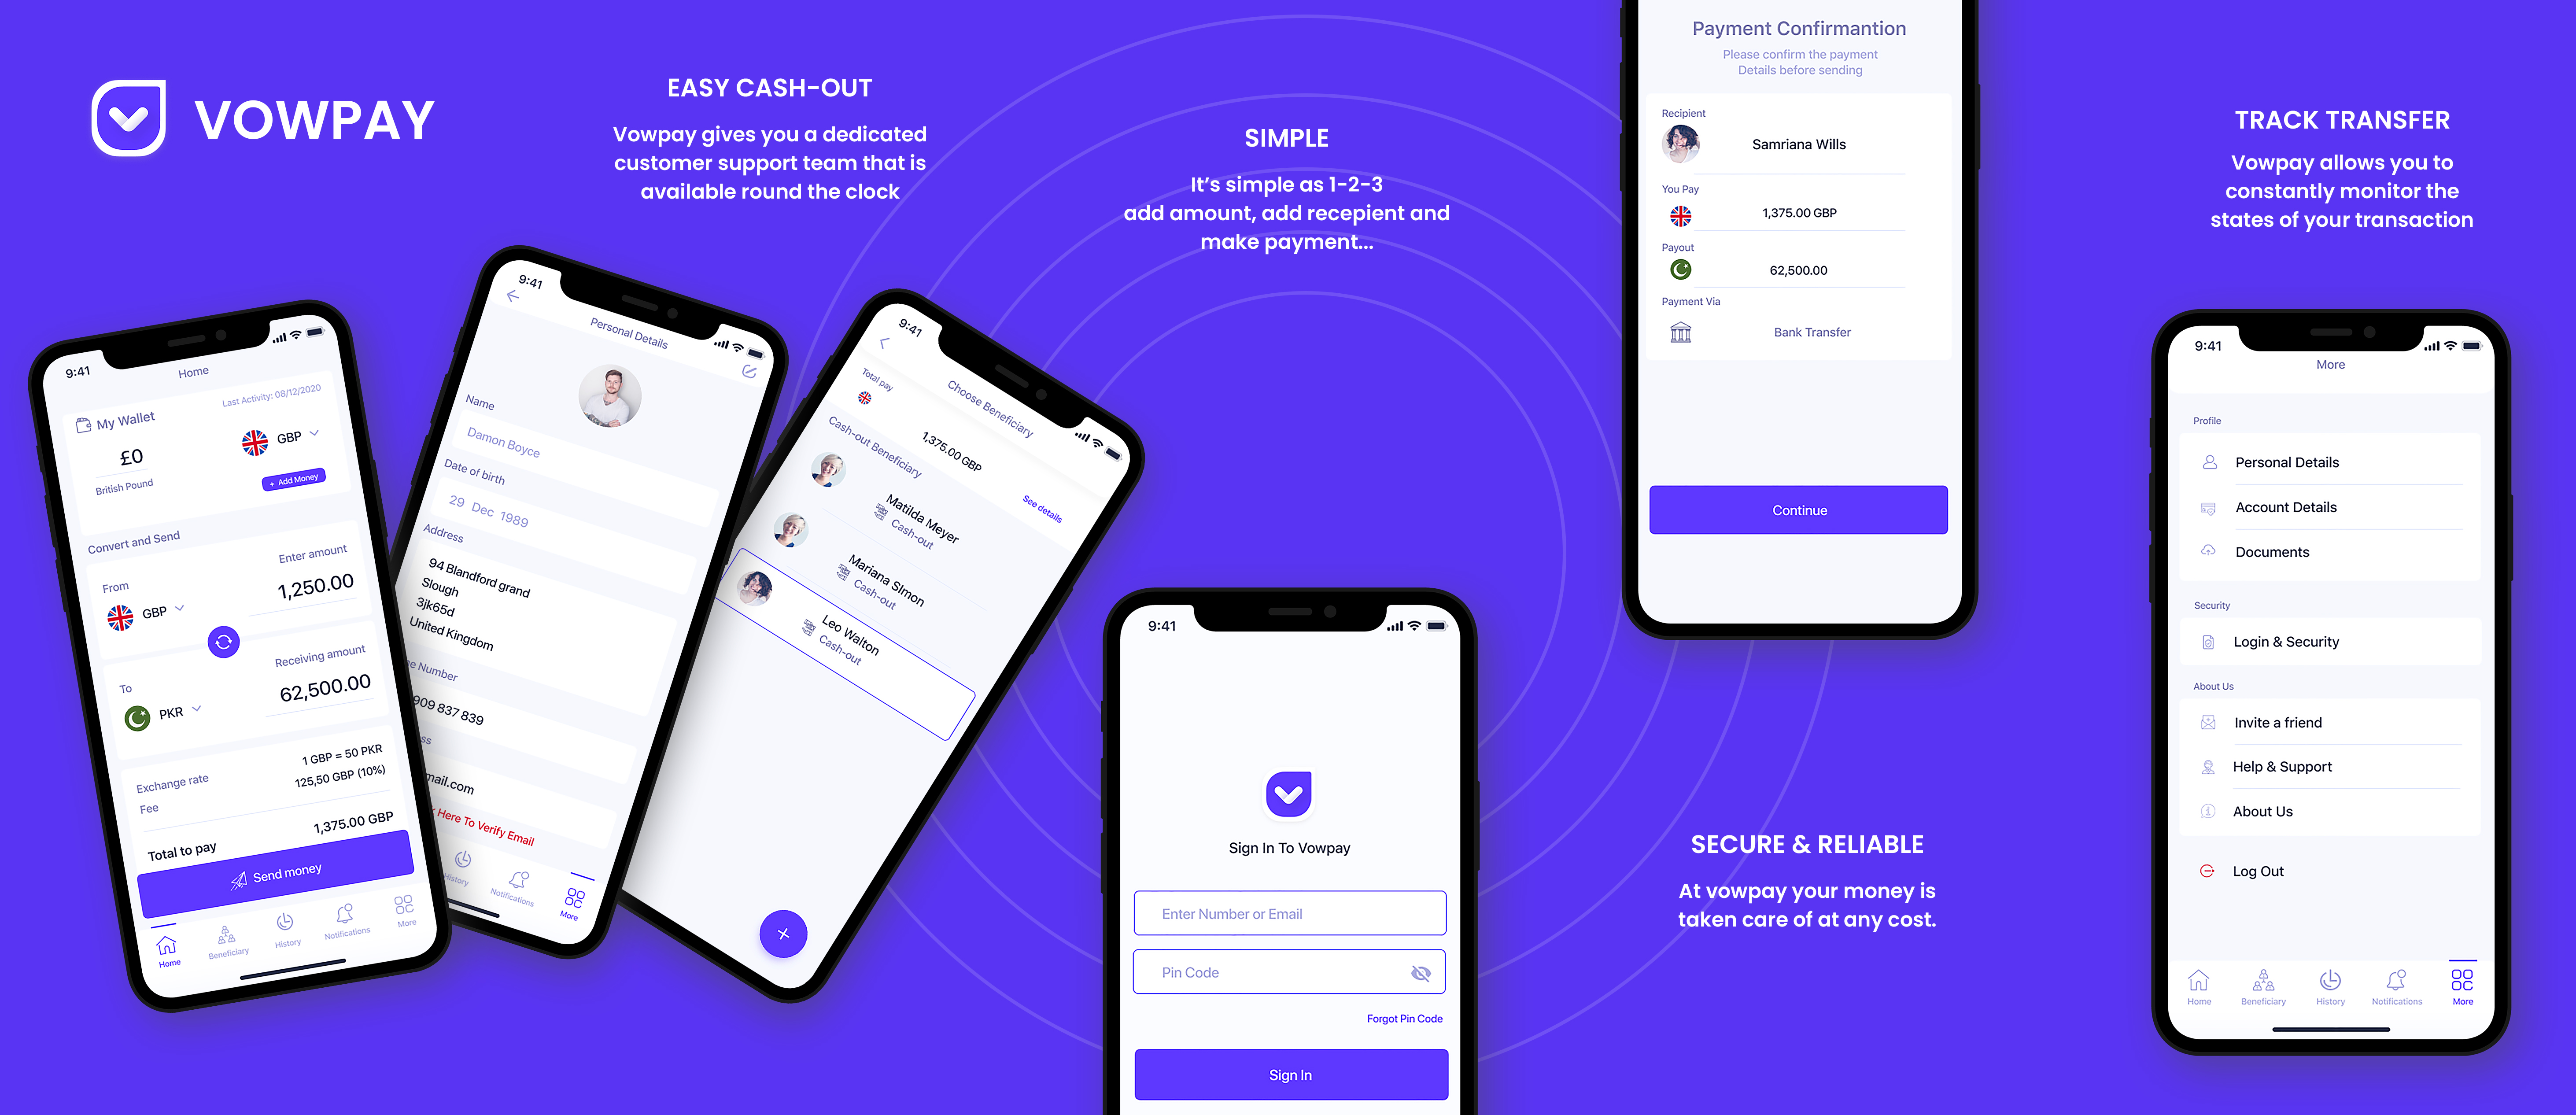 VOWPAY
EASY CASH-OUT
Vowpay gives you a dedicated
customer support team that is
available round the clock
SIMPLE
It's simple as 1-2-3
add amount, add recepient and
make payment...
TRACK TRANSFER
Vowpay allows you to
constantly monitor the
states of your transaction
SECURE & RELIABLE
At vowpay your money is
taken care of at any cost.
9:41
Home
My Wallet
Last Activity: 08/12/2020
£0
GBP
British Pound
+ Add Money
Convert and Send
From
Enter amount
GBP
1,250.00
To
Receiving amount
PKR
62,500.00
Exchange rate
1 GBP = 50 PKR
Fee
125,50 GBP (10%)
Total to pay
1,375.00 GBP
Send money
Home
Beneficiary
History
Notifications
More
9:41
Personal Details
Name
Damon Boyce
Date of birth
29 Dec 1989
Address
94 Blandford grand
Slough
3jk65d
United Kingdom
Number
909 837 839
mail.com
Here To Verify Email
History
Notifications
More
9:41
Choose Beneficiary
Total pay
1,375.00 GBP
See details
Cash-out Beneficiary
Matilda Meyer
Cash-out
Mariana SImon
Cash-out
Leo Walton
Cash-out
9:41
Sign In To Vowpay
Enter Number or Email
Pin Code
Forgot Pin Code
Sign In
Payment Confirmantion
Please confirm the payment
Details before sending
Recipient
Samriana Wills
You Pay
1,375.00 GBP
Payout
62,500.00
Payment Via
Bank Transfer
Continue
9:41
More
Profile
Personal Details
Account Details
Documents
Security
Login & Security
About Us
Invite a friend
Help & Support
About Us
Log Out
Home
Beneficiary
History
Notifications
More